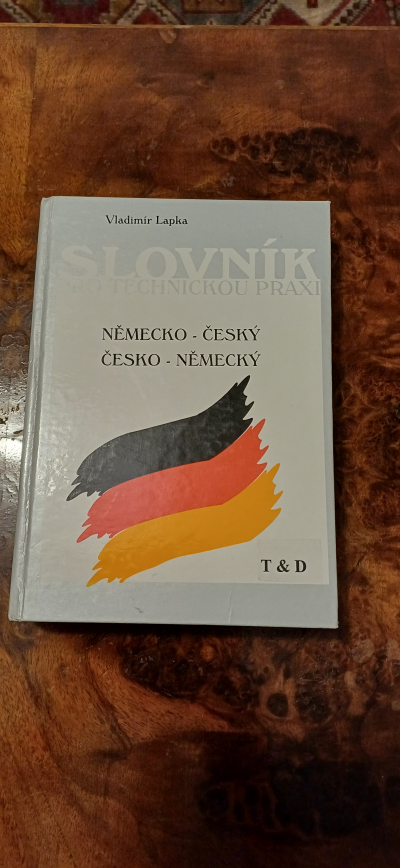 Vladimír Lapka
SLOVNÍK
PRO TECHNICKOU PRAXI
NĚMECKO - ČESKÝ
ČESKO - NĚMECKÝ
T & D